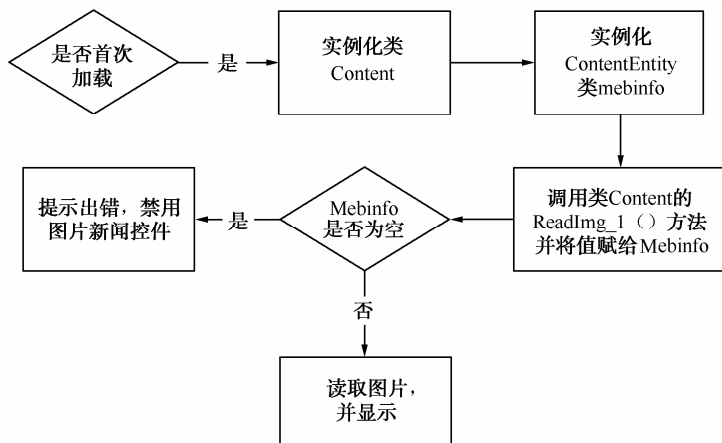 是否首次
加载
是
实例化类
Content
实例化
ContentEntity
类mebinfo
调用类Content的
ReadImg_1（）方法
并将值赋给Mebinfo
Mebinfo
是否为空
是
提示出错，禁用
图片新闻控件
否
读取图片，
并显示